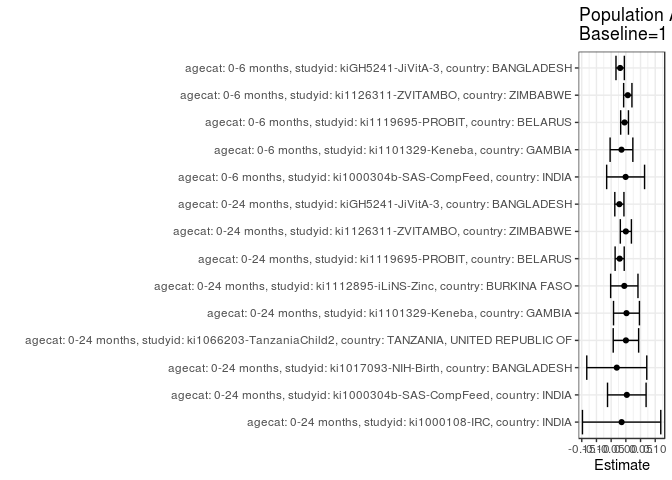 Population
Baseline=1
agecat: 0-6 months, studyid: kiGH5241-JiVitA-3, country: BANGLADESH
agecat: 0-6 months, studyid: ki1126311-ZVITAMBO, country: ZIMBABWE
agecat: 0-6 months, studyid: ki1119695-PROBIT, country: BELARUS
agecat: 0-6 months, studyid: ki1101329-Keneba, country: GAMBIA
agecat: 0-6 months, studyid: ki1000304b-SAS-CompFeed, country: INDIA
agecat: 0-24 months, studyid: kiGH5241-JiVitA-3, country: BANGLADESH
agecat: 0-24 months, studyid: ki1126311-ZVITAMBO, country: ZIMBABWE
agecat: 0-24 months, studyid: ki1119695-PROBIT, country: BELARUS
agecat: 0-24 months, studyid: ki1112895-iLiNS-Zinc, country: BURKINA FASO
agecat: 0-24 months, studyid: ki1101329-Keneba, country: GAMBIA
agecat: 0-24 months, studyid: ki1066203-TanzaniaChild2, country: TANZANIA, UNITED REPUBLIC OF
agecat: 0-24 months, studyid: ki1017093-NIH-Birth, country: BANGLADESH
agecat: 0-24 months, studyid: ki1000304b-SAS-CompFeed, country: INDIA
agecat: 0-24 months, studyid: ki1000108-IRC, country: INDIA
Estimate